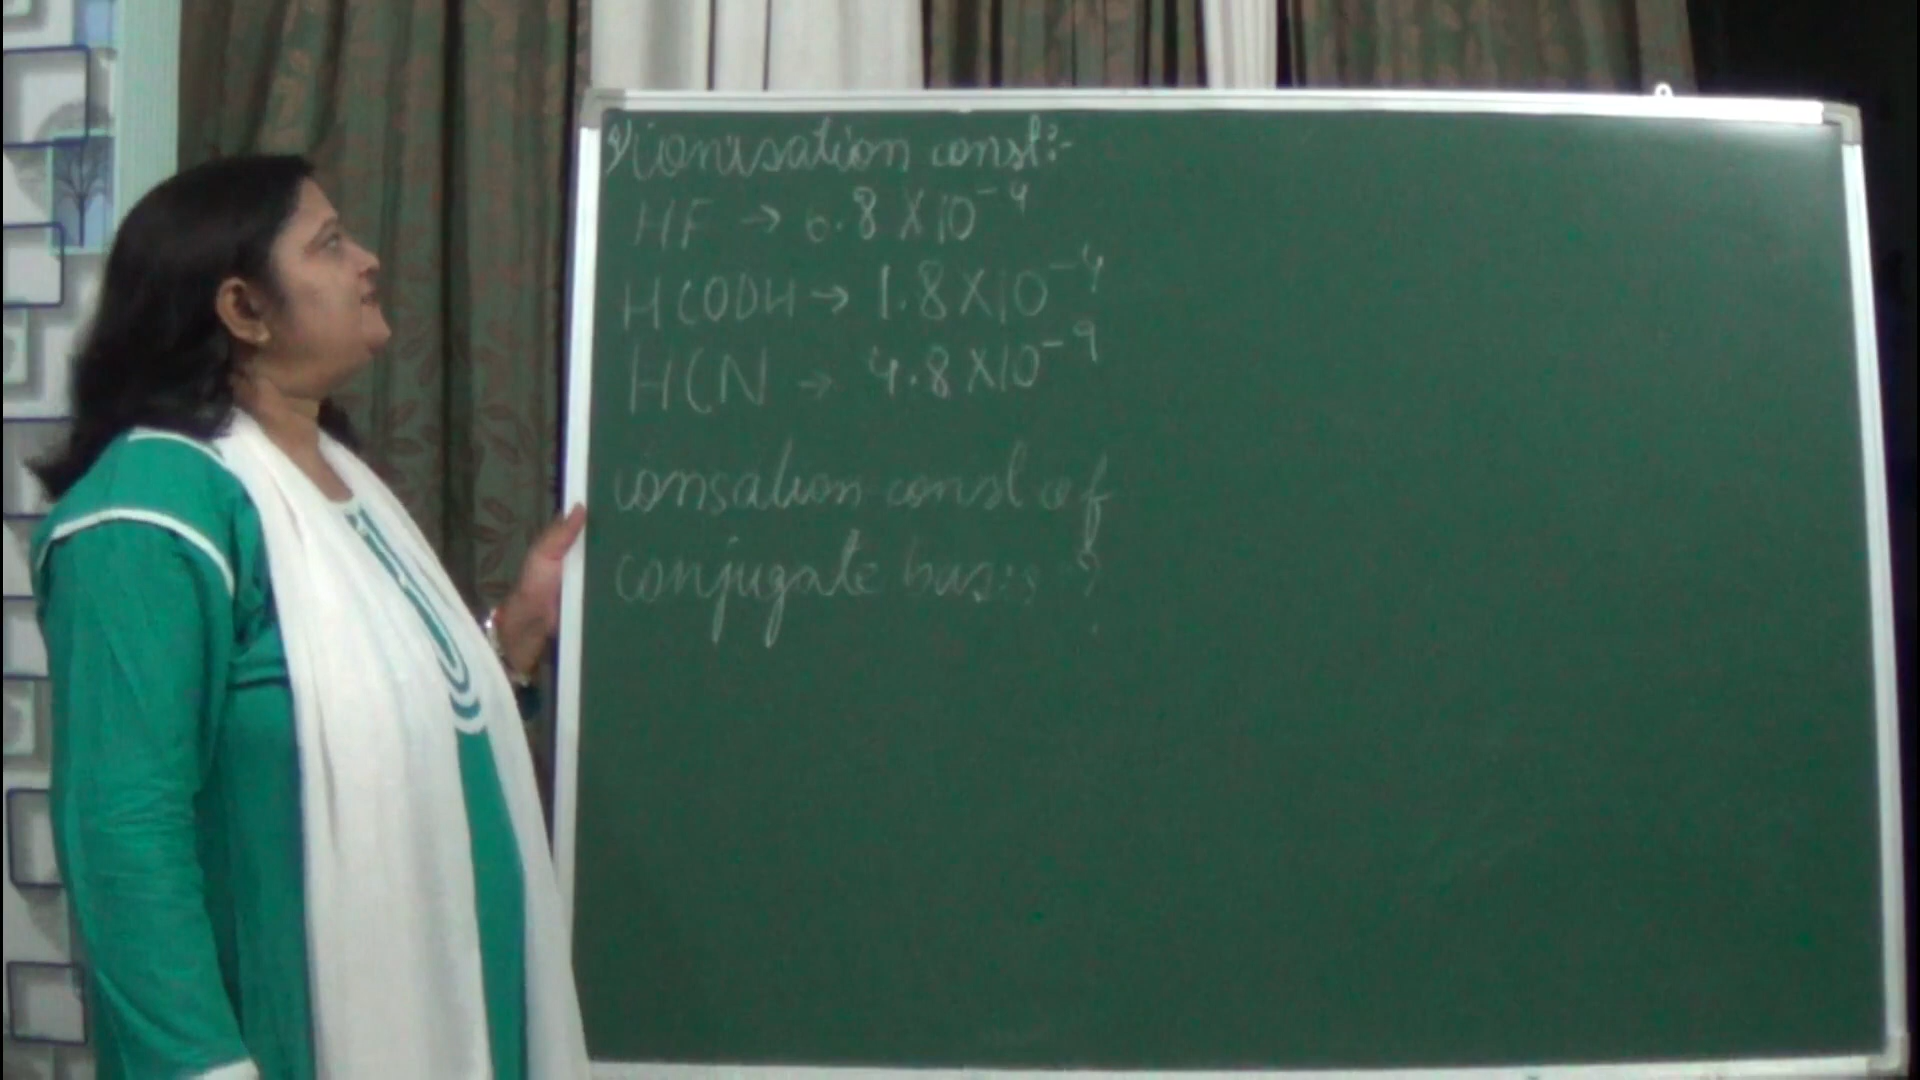 Q) ionisation const:-
HF → 6.8 X 10⁻⁴
HCOOH → 1.8 X 10⁻⁴
HCN → 4.8 X 10⁻⁹
ionsation const of
conjugate bases ?